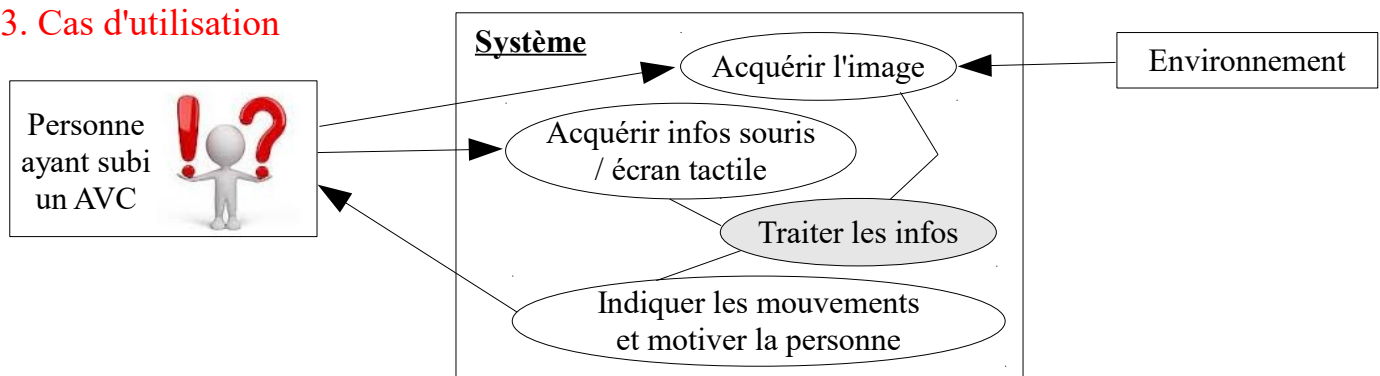 3. Cas d'utilisation
Système
Acquérir l'image
Environnement
Personne
ayant subi
un AVC
Acquérir infos souris
/ écran tactile
Traiter les infos
Indiquer les mouvements
et motiver la personne